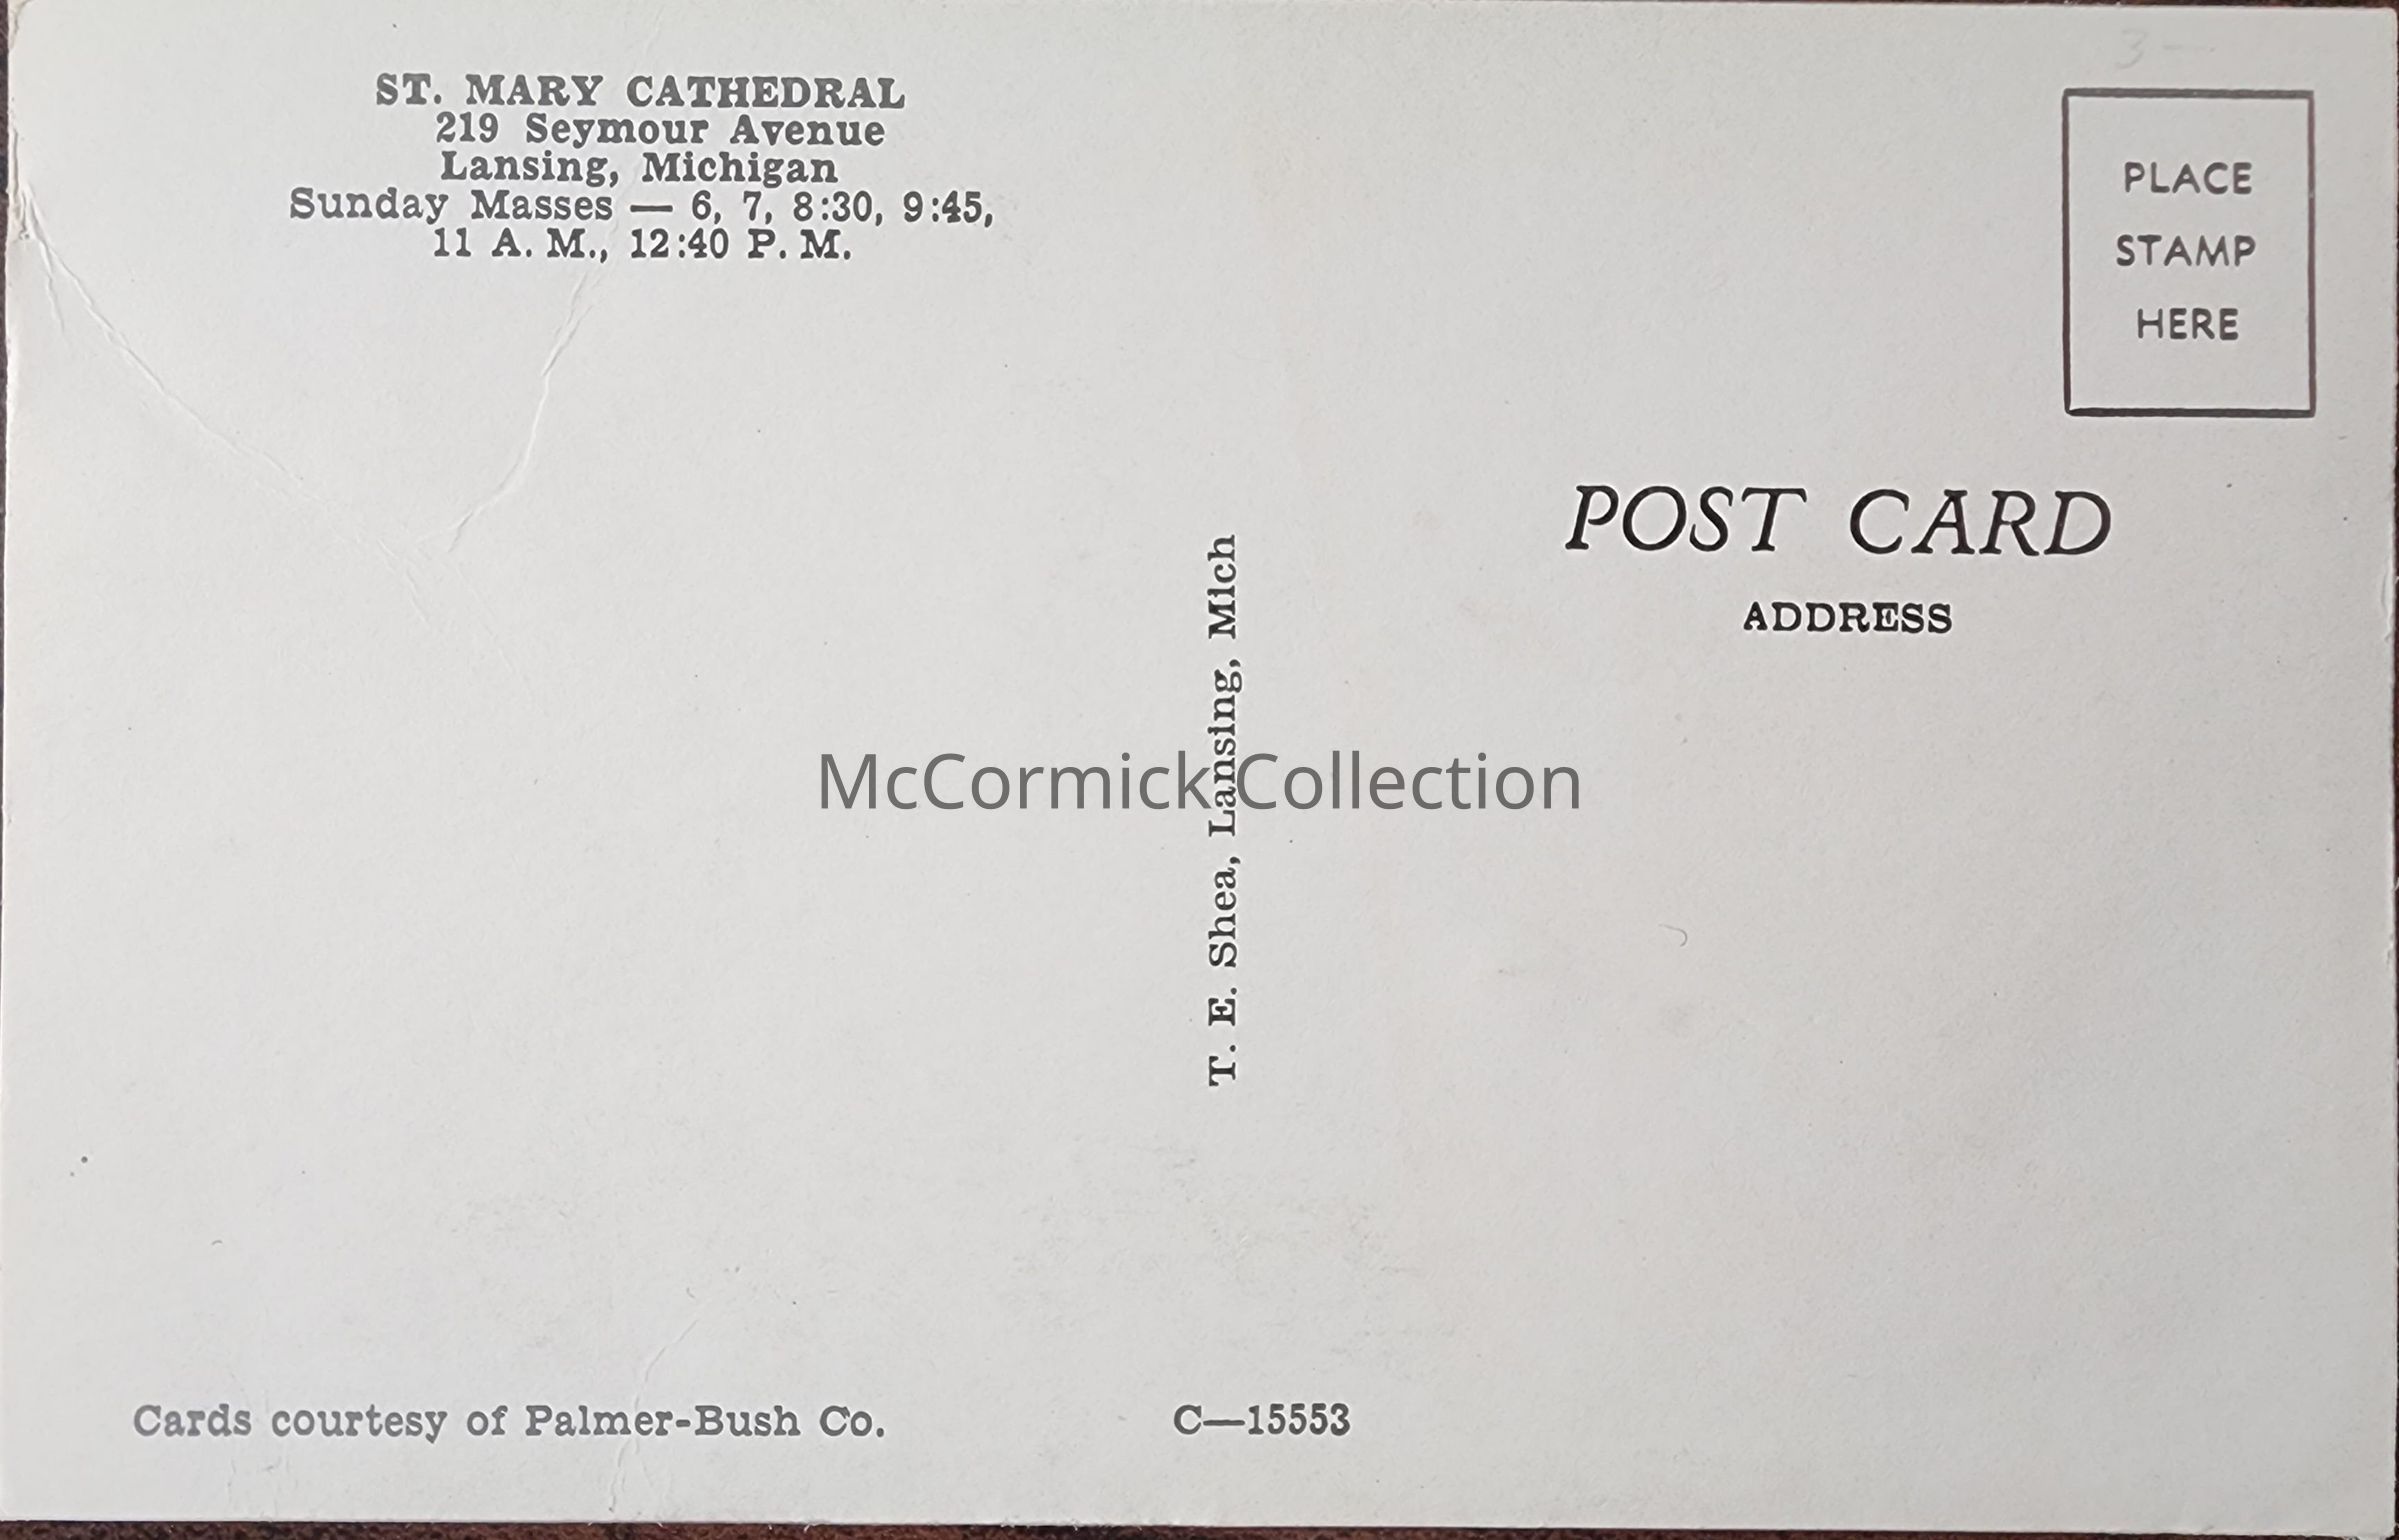 3 —
ST. MARY CATHEDRAL
219 Seymour Avenue
Lansing, Michigan
Sunday Masses — 6, 7, 8:30, 9:45,
11 A. M., 12:40 P. M.
PLACE
STAMP
HERE
POST CARD
ADDRESS
T. E. Shea, Lansing, Mich
McCormick Collection
Cards courtesy of Palmer-Bush Co.
C—15553